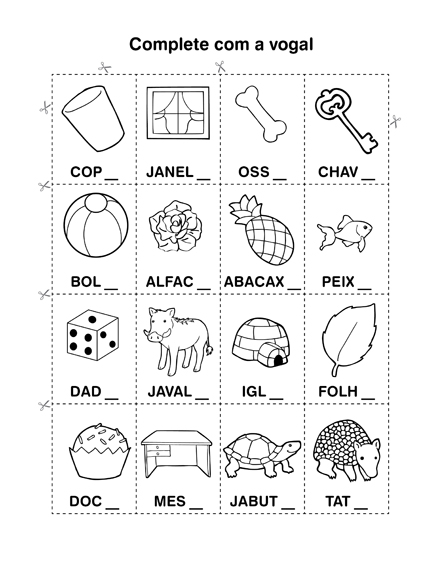 Complete com a vogal
COP __ JANEL __ OSS __ CHAV __
BOL __ ALFAC __ ABACAX __ PEIX __
DAD __ JAVAL __ IGL __ FOLH __
DOC __ MES __ JABUT __ TAT __